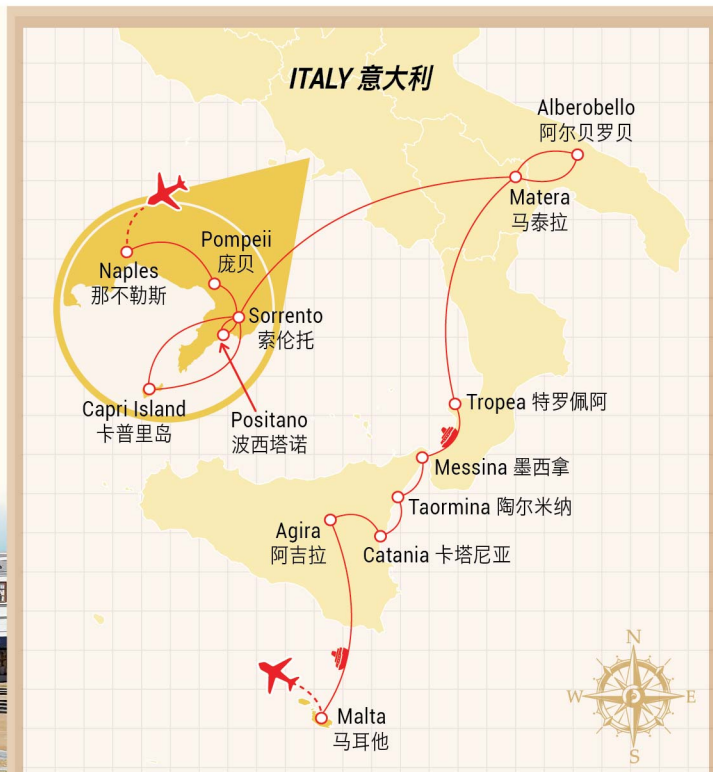 ITALY 意大利
Alberobello
阿尔贝罗贝
Matera
马泰拉
Pompeii
庞贝
Naples
那不勒斯
Sorrento
索伦托
Capri Island
卡普里岛
Positano
波西塔诺
Tropea 特罗佩阿
Messina 墨西拿
Taormina 陶尔米纳
Agira
阿吉拉
Catania 卡塔尼亚
Malta
马耳他
N
W
E
S